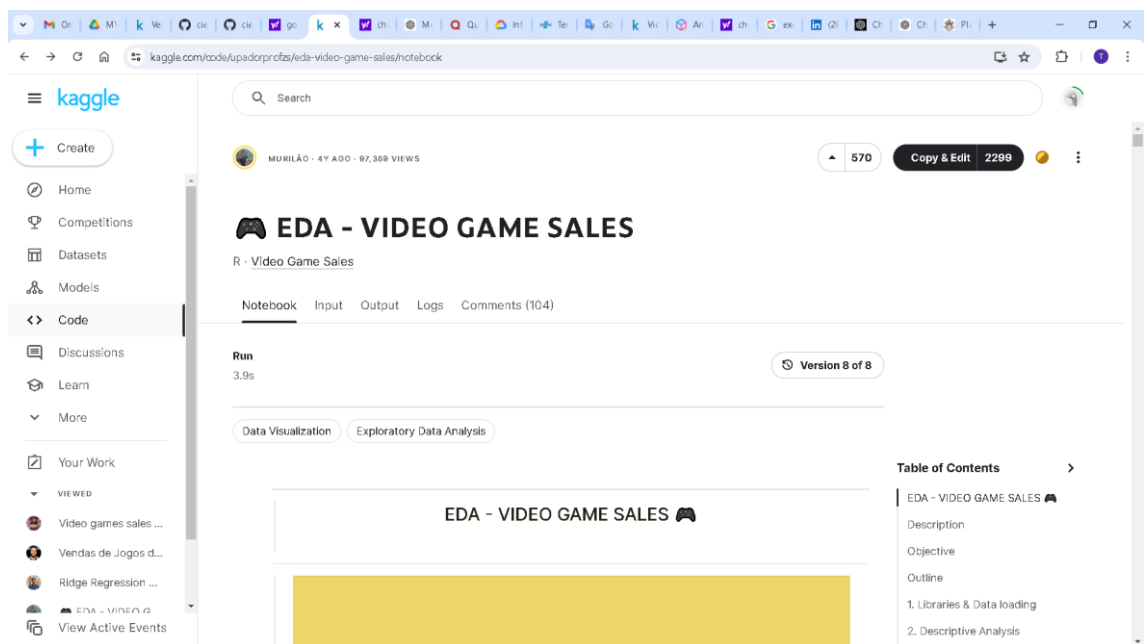 kaggle.com/code/upadorprofzs/eda-video-game-sales/notebook
T
kaggle
Search
Create
MURILÃO · 4Y AGO · 97,389 VIEWS
570
Copy & Edit 2299
Home
Competitions
EDA - VIDEO GAME SALES
Datasets
R · Video Game Sales
Models
Notebook Input Output Logs Comments (104)
Code
Discussions
Run
3.9s
Version 8 of 8
Learn
More
Data Visualization Exploratory Data Analysis
Your Work
VIEWED
Video games sales ...
Vendas de Jogos d...
Ridge Regression ...
EDA - VIDEO G
View Active Events
EDA - VIDEO GAME SALES
Table of Contents
EDA - VIDEO GAME SALES
Description
Objective
Outline
1. Libraries & Data loading
2. Descriptive Analysis